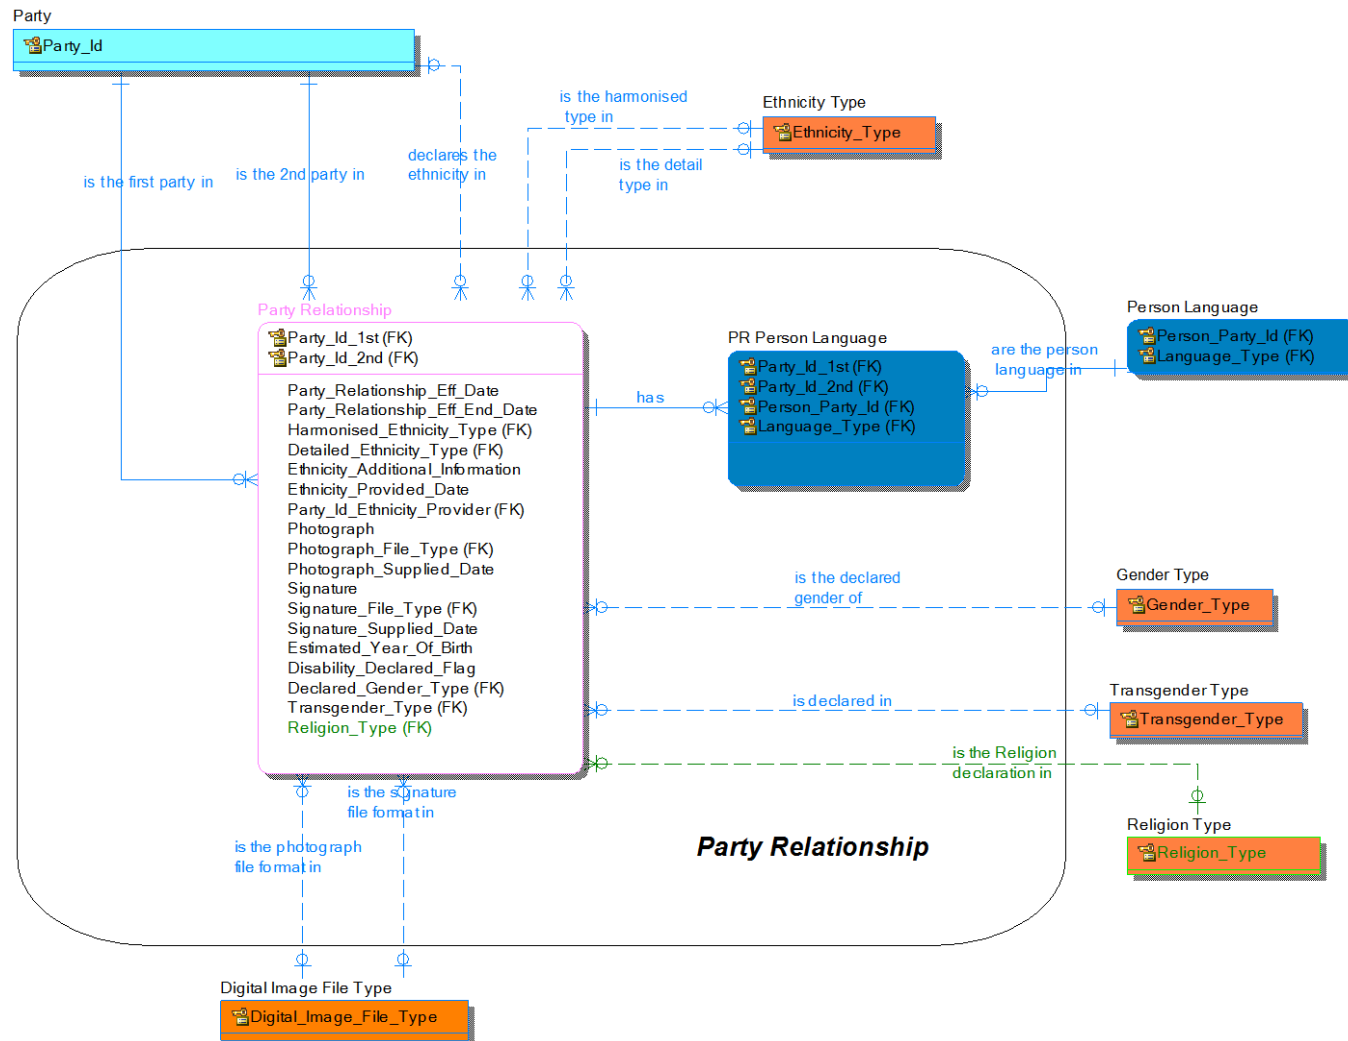 Party
Party_Id
is the first party in
is the 2nd party in
declares the
ethnicity in
is the harmonised
type in
is the detail
type in
Ethnicity Type
Ethnicity_Type
Party Relationship
Party_Id_1st (FK)
Party_Id_2nd (FK)
Party_Relationship_Eff_Date
Party_Relationship_Eff_End_Date
Harmonised_Ethnicity_Type (FK)
Detailed_Ethnicity_Type (FK)
Ethnicity_Additional_Information
Ethnicity_Provided_Date
Party_Id_Ethnicity_Provider (FK)
Photograph
Photograph_File_Type (FK)
Photograph_Supplied_Date
Signature
Signature_File_Type (FK)
Signature_Supplied_Date
Estimated_Year_Of_Birth
Disability_Declared_Flag
Declared_Gender_Type (FK)
Transgender_Type (FK)
Religion_Type (FK)
has
PR Person Language
Party_Id_1st (FK)
Party_Id_2nd (FK)
Person_Party_Id (FK)
Language_Type (FK)
are the person
language in
Person Language
Person_Party_Id (FK)
Language_Type (FK)
is the declared
gender of
Gender Type
Gender_Type
is declared in
Transgender Type
Transgender_Type
is the Religion
declaration in
Religion Type
Religion_Type
is the signature
file format in
is the photograph
file format in
Party Relationship
Digital Image File Type
Digital_Image_File_Type